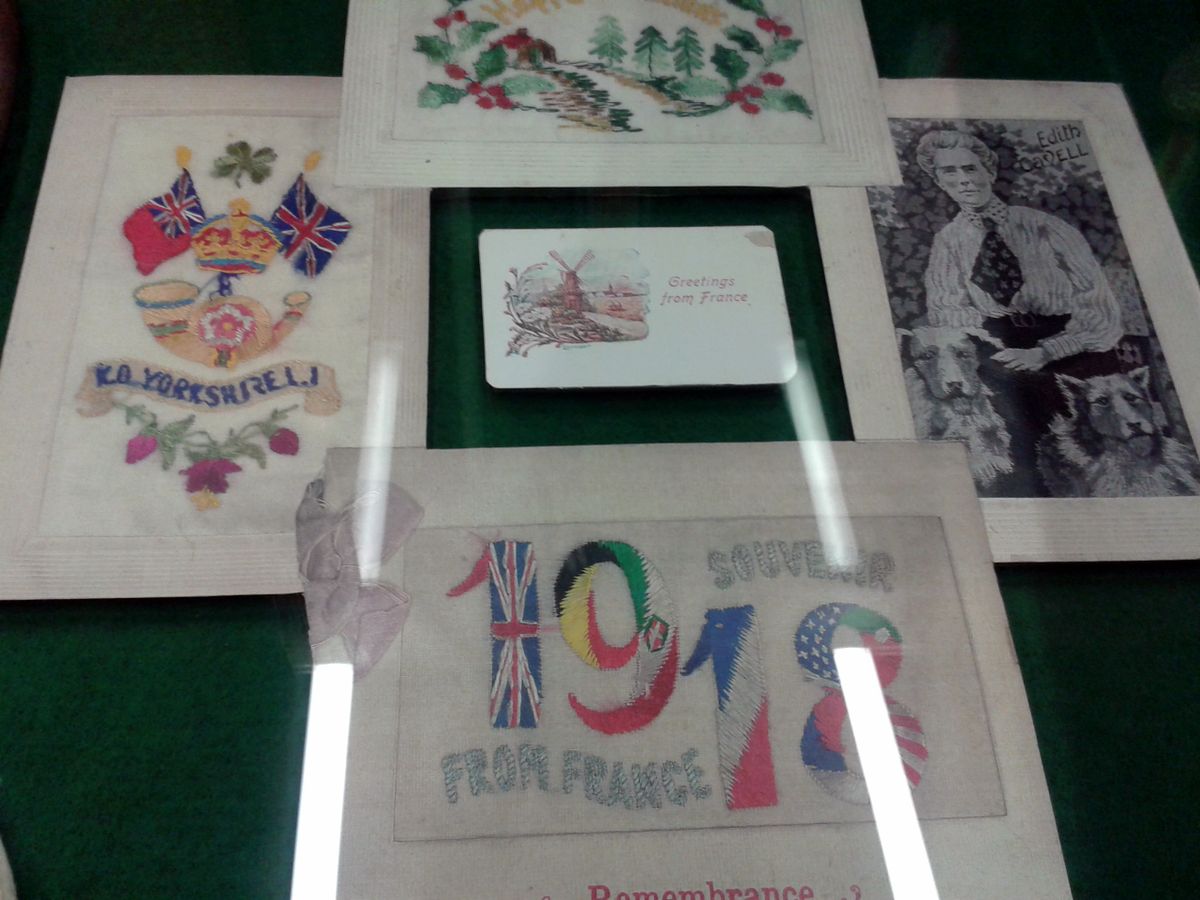 K.O. YORKSHIRE L.I
Greetings
from France
Edith
CaVELL
1918
SOUVENIR
FROM FRANCE
Remembrance